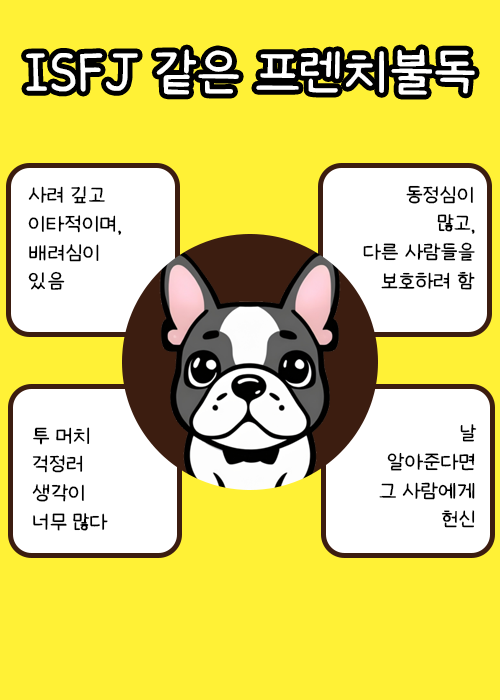 ISFJ 같은 프렌치불독
사려 깊고
이타적이며,
배려심이
있음
동정심이
많고,
다른 사람들을
보호하려 함
투 머치
걱정러
생각이
너무 많다
날
알아준다면
그 사람에게
헌신